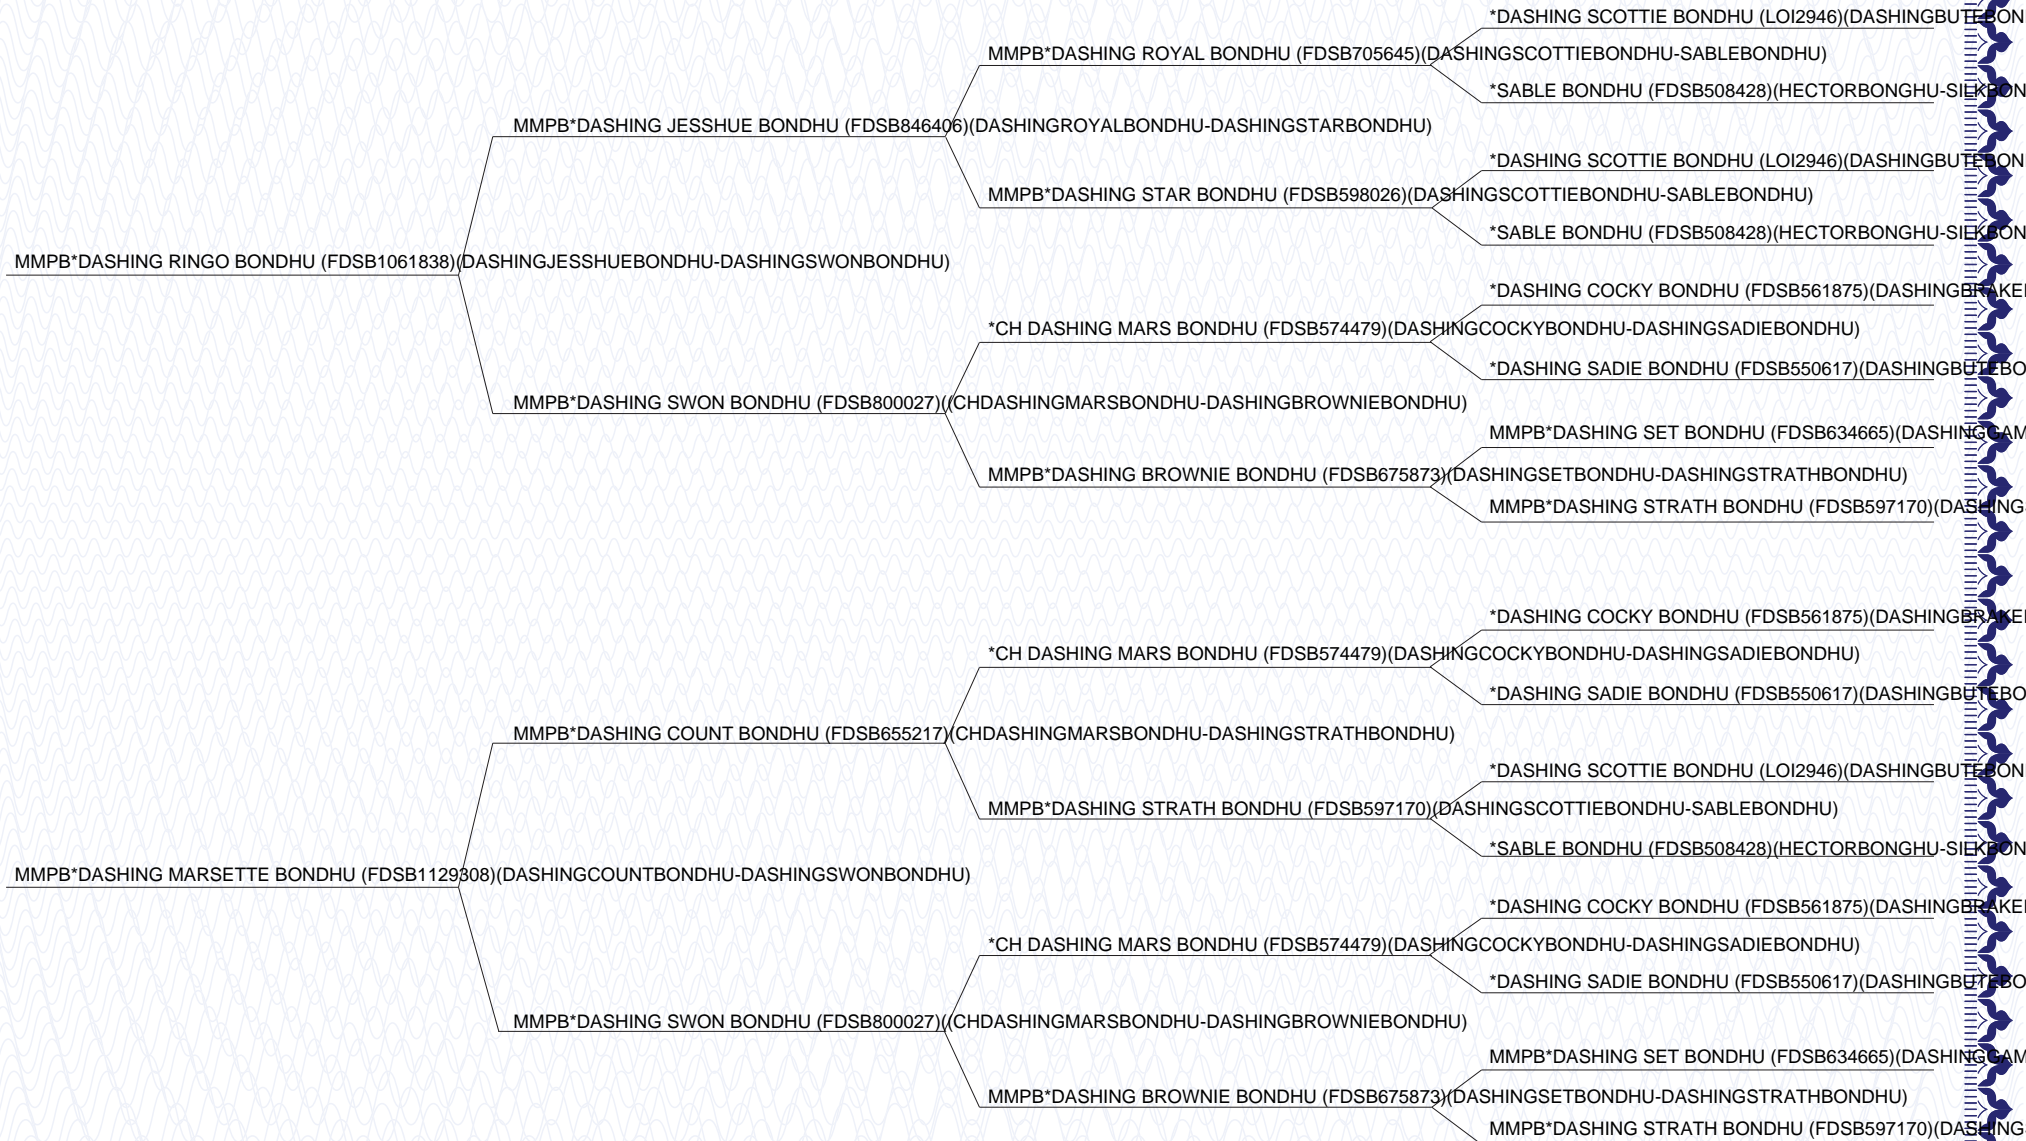 *DASHING SCOTTIE BONDHU (LOI2946)(DASHINGBUTEBON
MMPB*DASHING ROYAL BONDHU (FDSB705645)(DASHINGSCOTTIEBONDHU-SABLEBONDHU)
*SABLE BONDHU (FDSB508428)(HECTORBONGHU-SILKBON
MMPB*DASHING JESSHUE BONDHU (FDSB846406)(DASHINGROYALBONDHU-DASHINGSTARBONDHU)
*DASHING SCOTTIE BONDHU (LOI2946)(DASHINGBUTEBON
MMPB*DASHING STAR BONDHU (FDSB598026)(DASHINGSCOTTIEBONDHU-SABLEBONDHU)
*SABLE BONDHU (FDSB508428)(HECTORBONGHU-SILKBON
MMPB*DASHING RINGO BONDHU (FDSB1061838)(DASHINGJESSHUEBONDHU-DASHINGSWONBONDHU)
*DASHING COCKY BONDHU (FDSB561875)(DASHINGBRAKE
*CH DASHING MARS BONDHU (FDSB574479)(DASHINGCOCKYBONDHU-DASHINGSADIEBONDHU)
*DASHING SADIE BONDHU (FDSB550617)(DASHINGBUTEBO
MMPB*DASHING SWON BONDHU (FDSB800027)((CHDASHINGMARSBONDHU-DASHINGBROWNIEBONDHU)
MMPB*DASHING SET BONDHU (FDSB634665)(DASHINGGAM
MMPB*DASHING BROWNIE BONDHU (FDSB675873)(DASHINGSETBONDHU-DASHINGSTRATHBONDHU)
MMPB*DASHING STRATH BONDHU (FDSB597170)(DASHING
*DASHING COCKY BONDHU (FDSB561875)(DASHINGBRAKE
*CH DASHING MARS BONDHU (FDSB574479)(DASHINGCOCKYBONDHU-DASHINGSADIEBONDHU)
*DASHING SADIE BONDHU (FDSB550617)(DASHINGBUTEBO
MMPB*DASHING COUNT BONDHU (FDSB655217)(CHDASHINGMARSBONDHU-DASHINGSTRATHBONDHU)
*DASHING SCOTTIE BONDHU (LOI2946)(DASHINGBUTEBON
MMPB*DASHING STRATH BONDHU (FDSB597170)(DASHINGSCOTTIEBONDHU-SABLEBONDHU)
*SABLE BONDHU (FDSB508428)(HECTORBONGHU-SILKBON
MMPB*DASHING MARSETTE BONDHU (FDSB1129308)(DASHINGCOUNTBONDHU-DASHINGSWONBONDHU)
*DASHING COCKY BONDHU (FDSB561875)(DASHINGBRAKE
*CH DASHING MARS BONDHU (FDSB574479)(DASHINGCOCKYBONDHU-DASHINGSADIEBONDHU)
*DASHING SADIE BONDHU (FDSB550617)(DASHINGBUTEBO
MMPB*DASHING SWON BONDHU (FDSB800027)((CHDASHINGMARSBONDHU-DASHINGBROWNIEBONDHU)
MMPB*DASHING SET BONDHU (FDSB634665)(DASHINGGAM
MMPB*DASHING BROWNIE BONDHU (FDSB675873)(DASHINGSETBONDHU-DASHINGSTRATHBONDHU)
MMPB*DASHING STRATH BONDHU (FDSB597170)(DASHING